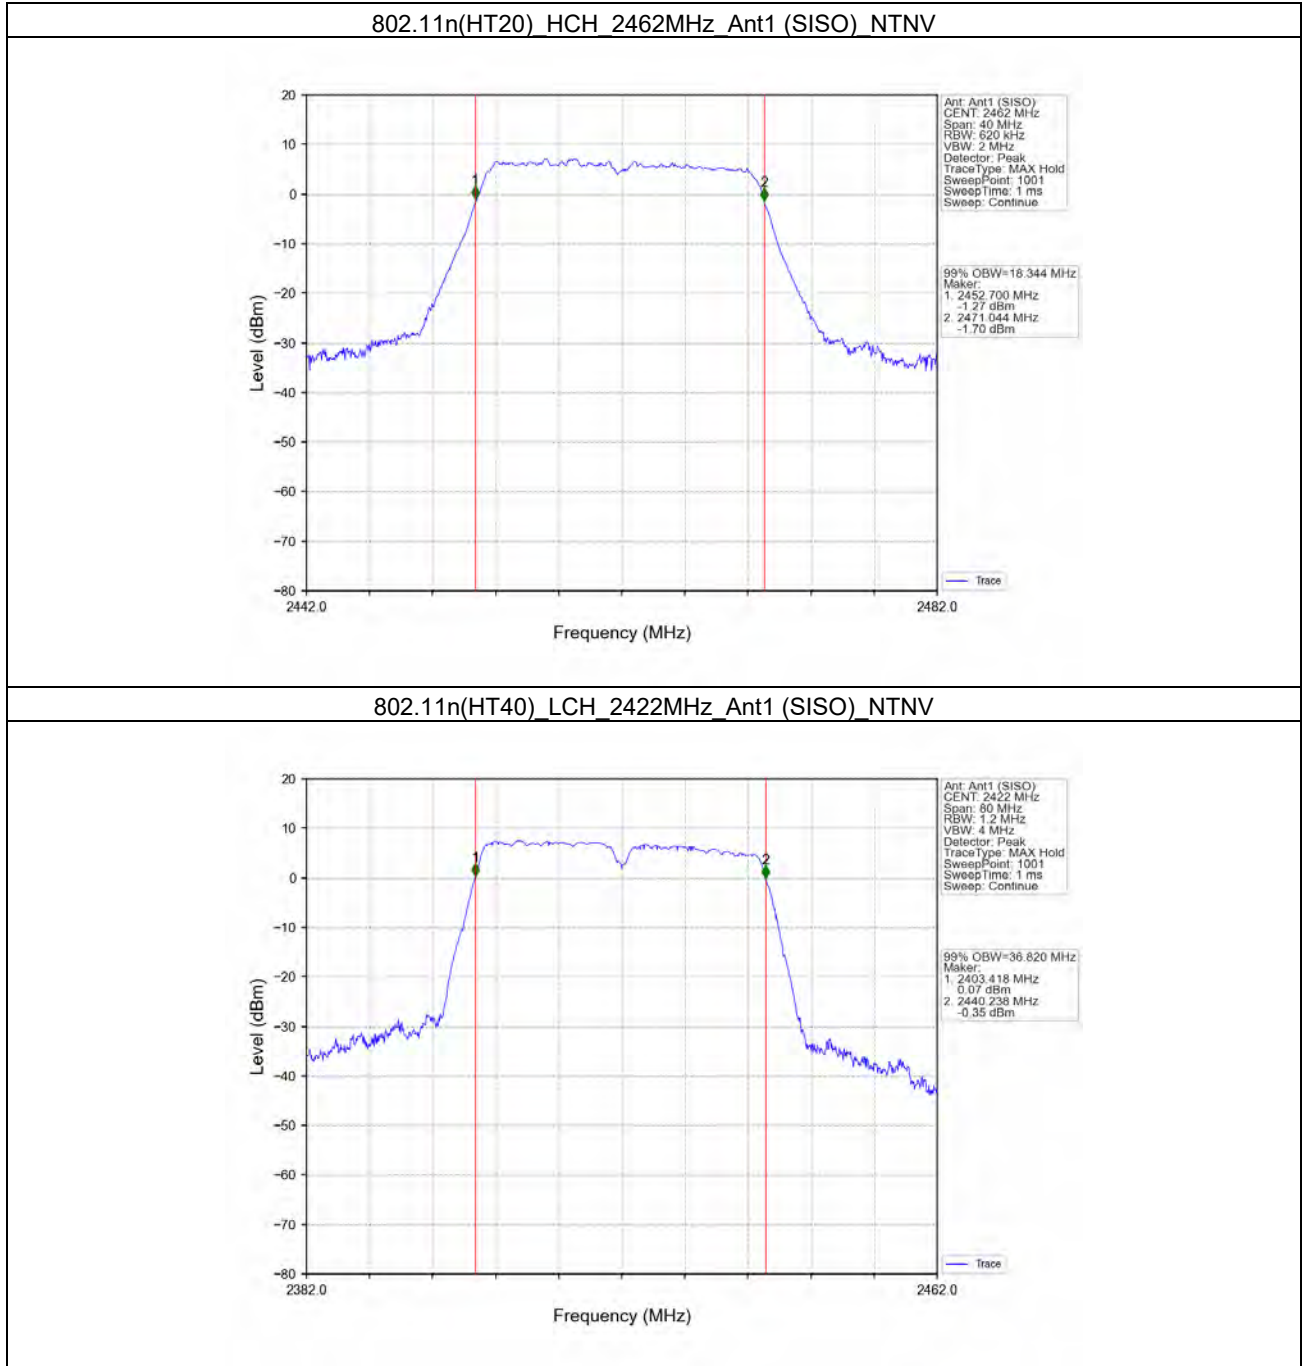 802.11n(HT20)_HCH_2462MHz_Ant1 (SISO)_NTNV
20
10
0
−10
−20
−30
−40
−50
−60
−70
−80
Level (dBm)
1
2
2442.0
2482.0
Frequency (MHz)
Ant: Ant1 (SISO)
CENT: 2462 MHz
Span: 40 MHz
RBW: 620 kHz
VBW: 2 MHz
Detector: Peak
TraceType: MAX Hold
SweepPoint: 1001
SweepTime: 1 ms
Sweep: Continue
99% OBW=18.344 MHz
Maker:
1. 2452.700 MHz
-1.27 dBm
2. 2471.044 MHz
-1.70 dBm
Trace
802.11n(HT40)_LCH_2422MHz_Ant1 (SISO)_NTNV
20
10
0
−10
−20
−30
−40
−50
−60
−70
−80
Level (dBm)
1
2
2382.0
2462.0
Frequency (MHz)
Ant: Ant1 (SISO)
CENT: 2422 MHz
Span: 80 MHz
RBW: 1.2 MHz
VBW: 4 MHz
Detector: Peak
TraceType: MAX Hold
SweepPoint: 1001
SweepTime: 1 ms
Sweep: Continue
99% OBW=36.820 MHz
Maker:
1. 2403.418 MHz
0.07 dBm
2. 2440.238 MHz
-0.35 dBm
Trace